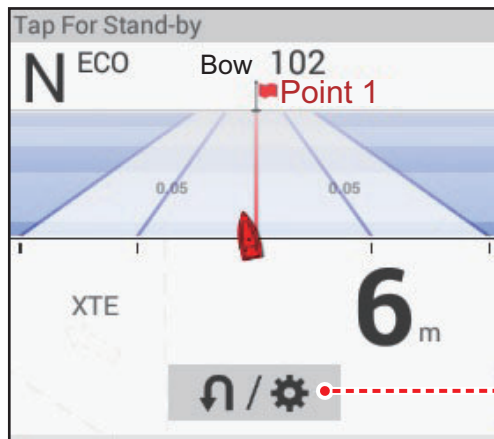 Tap For Stand-by
N ECO Bow 102
Point 1
0.05 0.05
XTE 6 m
/